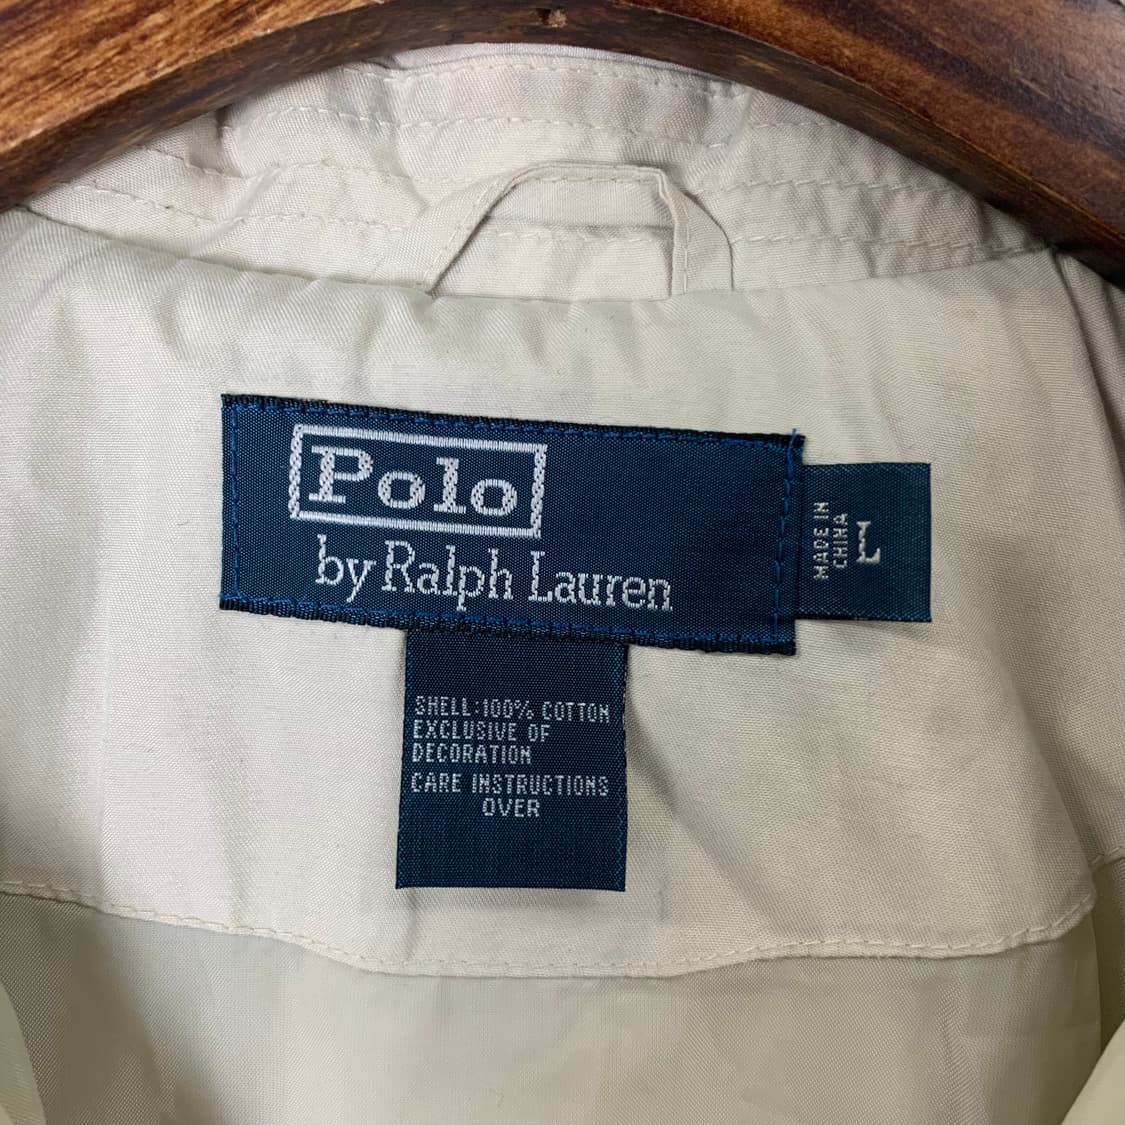 Polo
by Ralph Lauren
MADE IN
CHINA
L
SHELL:100% COTTON
EXCLUSIVE OF
DECORATION
CARE INSTRUCTIONS
OVER